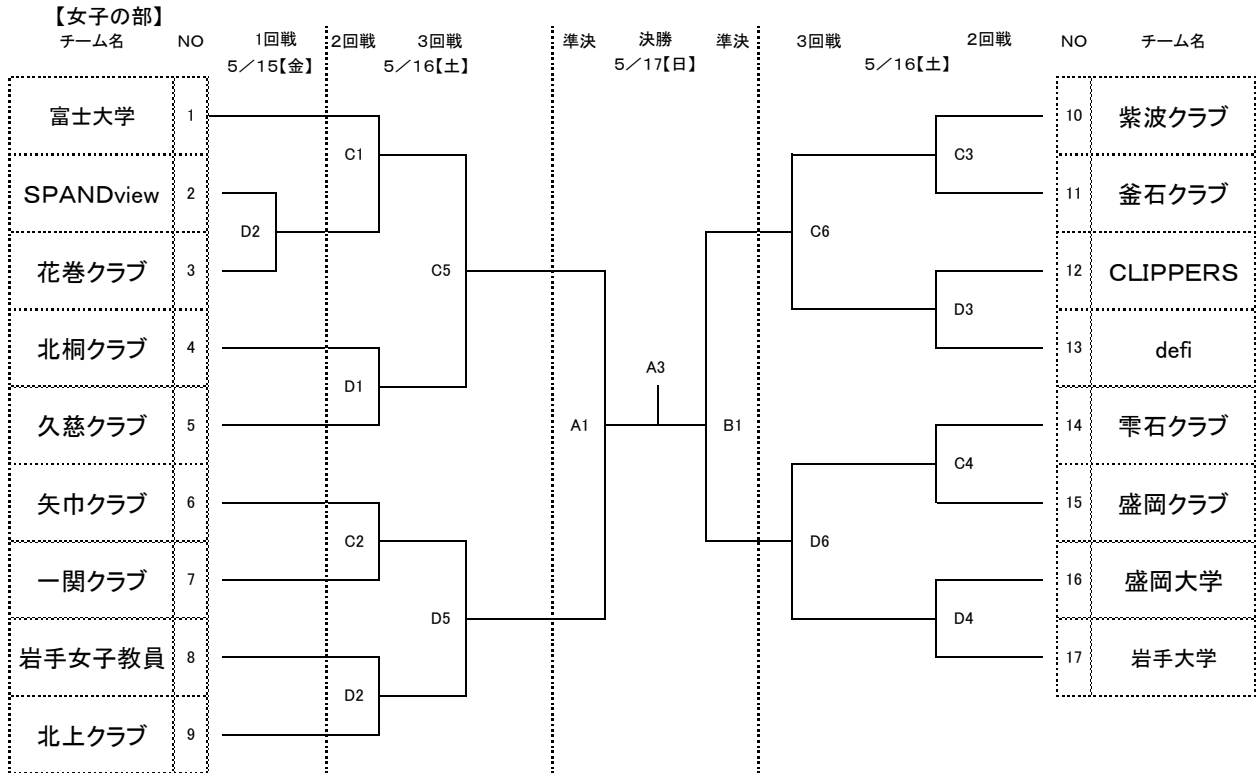 【女子の部】
チーム名 NO 1回戦 2回戦 3回戦 準決 決勝 準決 3回戦 2回戦 NO チーム名
5/15【金】 5/16【土】 5/17【日】 5/16【土】
富士大学 1 10 紫波クラブ
C1 C3
SPANDview 2 11 釜石クラブ
D2 C6
花巻クラブ 3 C5 12 CLIPPERS
D3
北桐クラブ 4 13 defi
A3
D1
久慈クラブ 5 A1 B1 14 雫石クラブ
C4
矢巾クラブ 6 15 盛岡クラブ
C2 D6
一関クラブ 7 16 盛岡大学
D5 D4
岩手女子教員 8 17 岩手大学
D2
北上クラブ 9